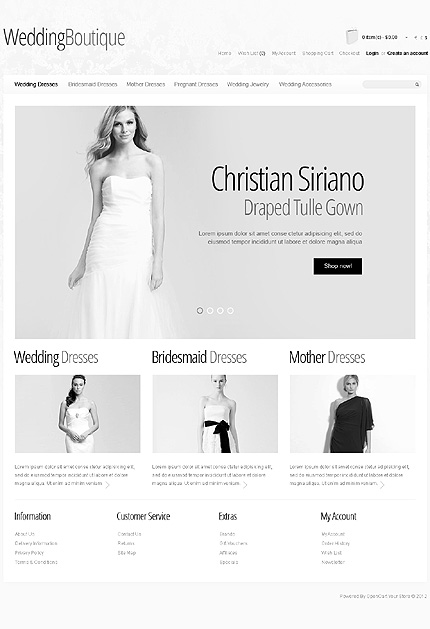 WeddingBoutique
0 item(s) - $0.00
Home Wish List (0) My Account Shopping Cart Checkout Login or Create an account
Wedding Dresses Bridesmaid Dresses Mother Dresses Pregnant Dresses Wedding Jewelry Wedding Accessories
Christian Siriano
Draped Tulle Gown
Lorem ipsum dolor sit amet conse ctetur adipisicing elit, sed do
eiusmod tempor incididunt ut labore et dolore magna aliqua
Shop now!
Wedding Dresses
Bridesmaid Dresses
Mother Dresses
Lorem ipsum dolor sit amet conse ctetur adipisicing elit,
sed do eiusmod tempor incididunt ut labore et dolore
magna aliqua. Ut enim ad minim veniam.
Lorem ipsum dolor sit amet conse ctetur adipisicing elit,
sed do eiusmod tempor incididunt ut labore et dolore
magna aliqua. Ut enim ad minim veniam.
Lorem ipsum dolor sit amet conse ctetur adipisicing elit,
sed do eiusmod tempor incididunt ut labore et dolore
magna aliqua. Ut enim ad minim veniam.
Information
About Us
Delivery Information
Privacy Policy
Terms & Conditions
Customer Service
Contact Us
Returns
Site Map
Extras
Brands
Gift Vouchers
Affiliates
Specials
My Account
My Account
Order History
Wish List
Newsletter
Powered By OpenCart Your Store © 2012